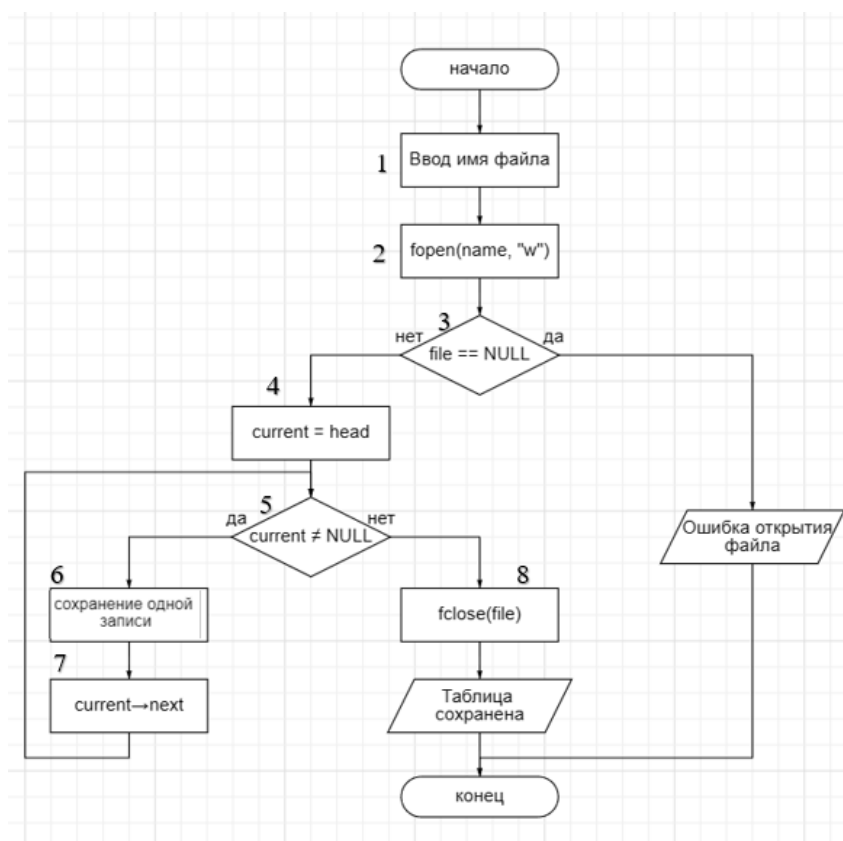 начало
1
Ввод имя файла
2
fopen(name, "w")
3
нет
да
file == NULL
4
current = head
5
да
нет
current ≠ NULL
Ошибка открытия
файла
6
8
сохранение одной
записи
fclose(file)
7
current→next
Таблица
сохранена
конец